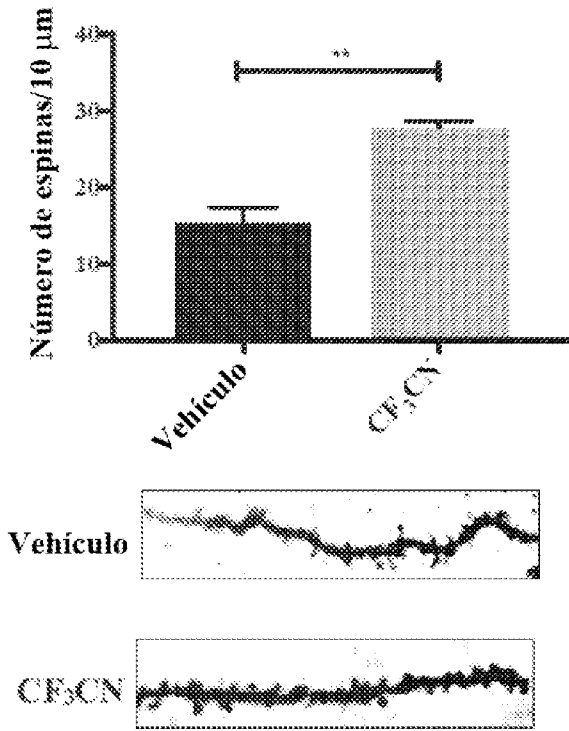 Número de espinas/10 µm
40
30
20
10
0
**
Vehículo
CF₃CN
Vehículo
CF₃CN